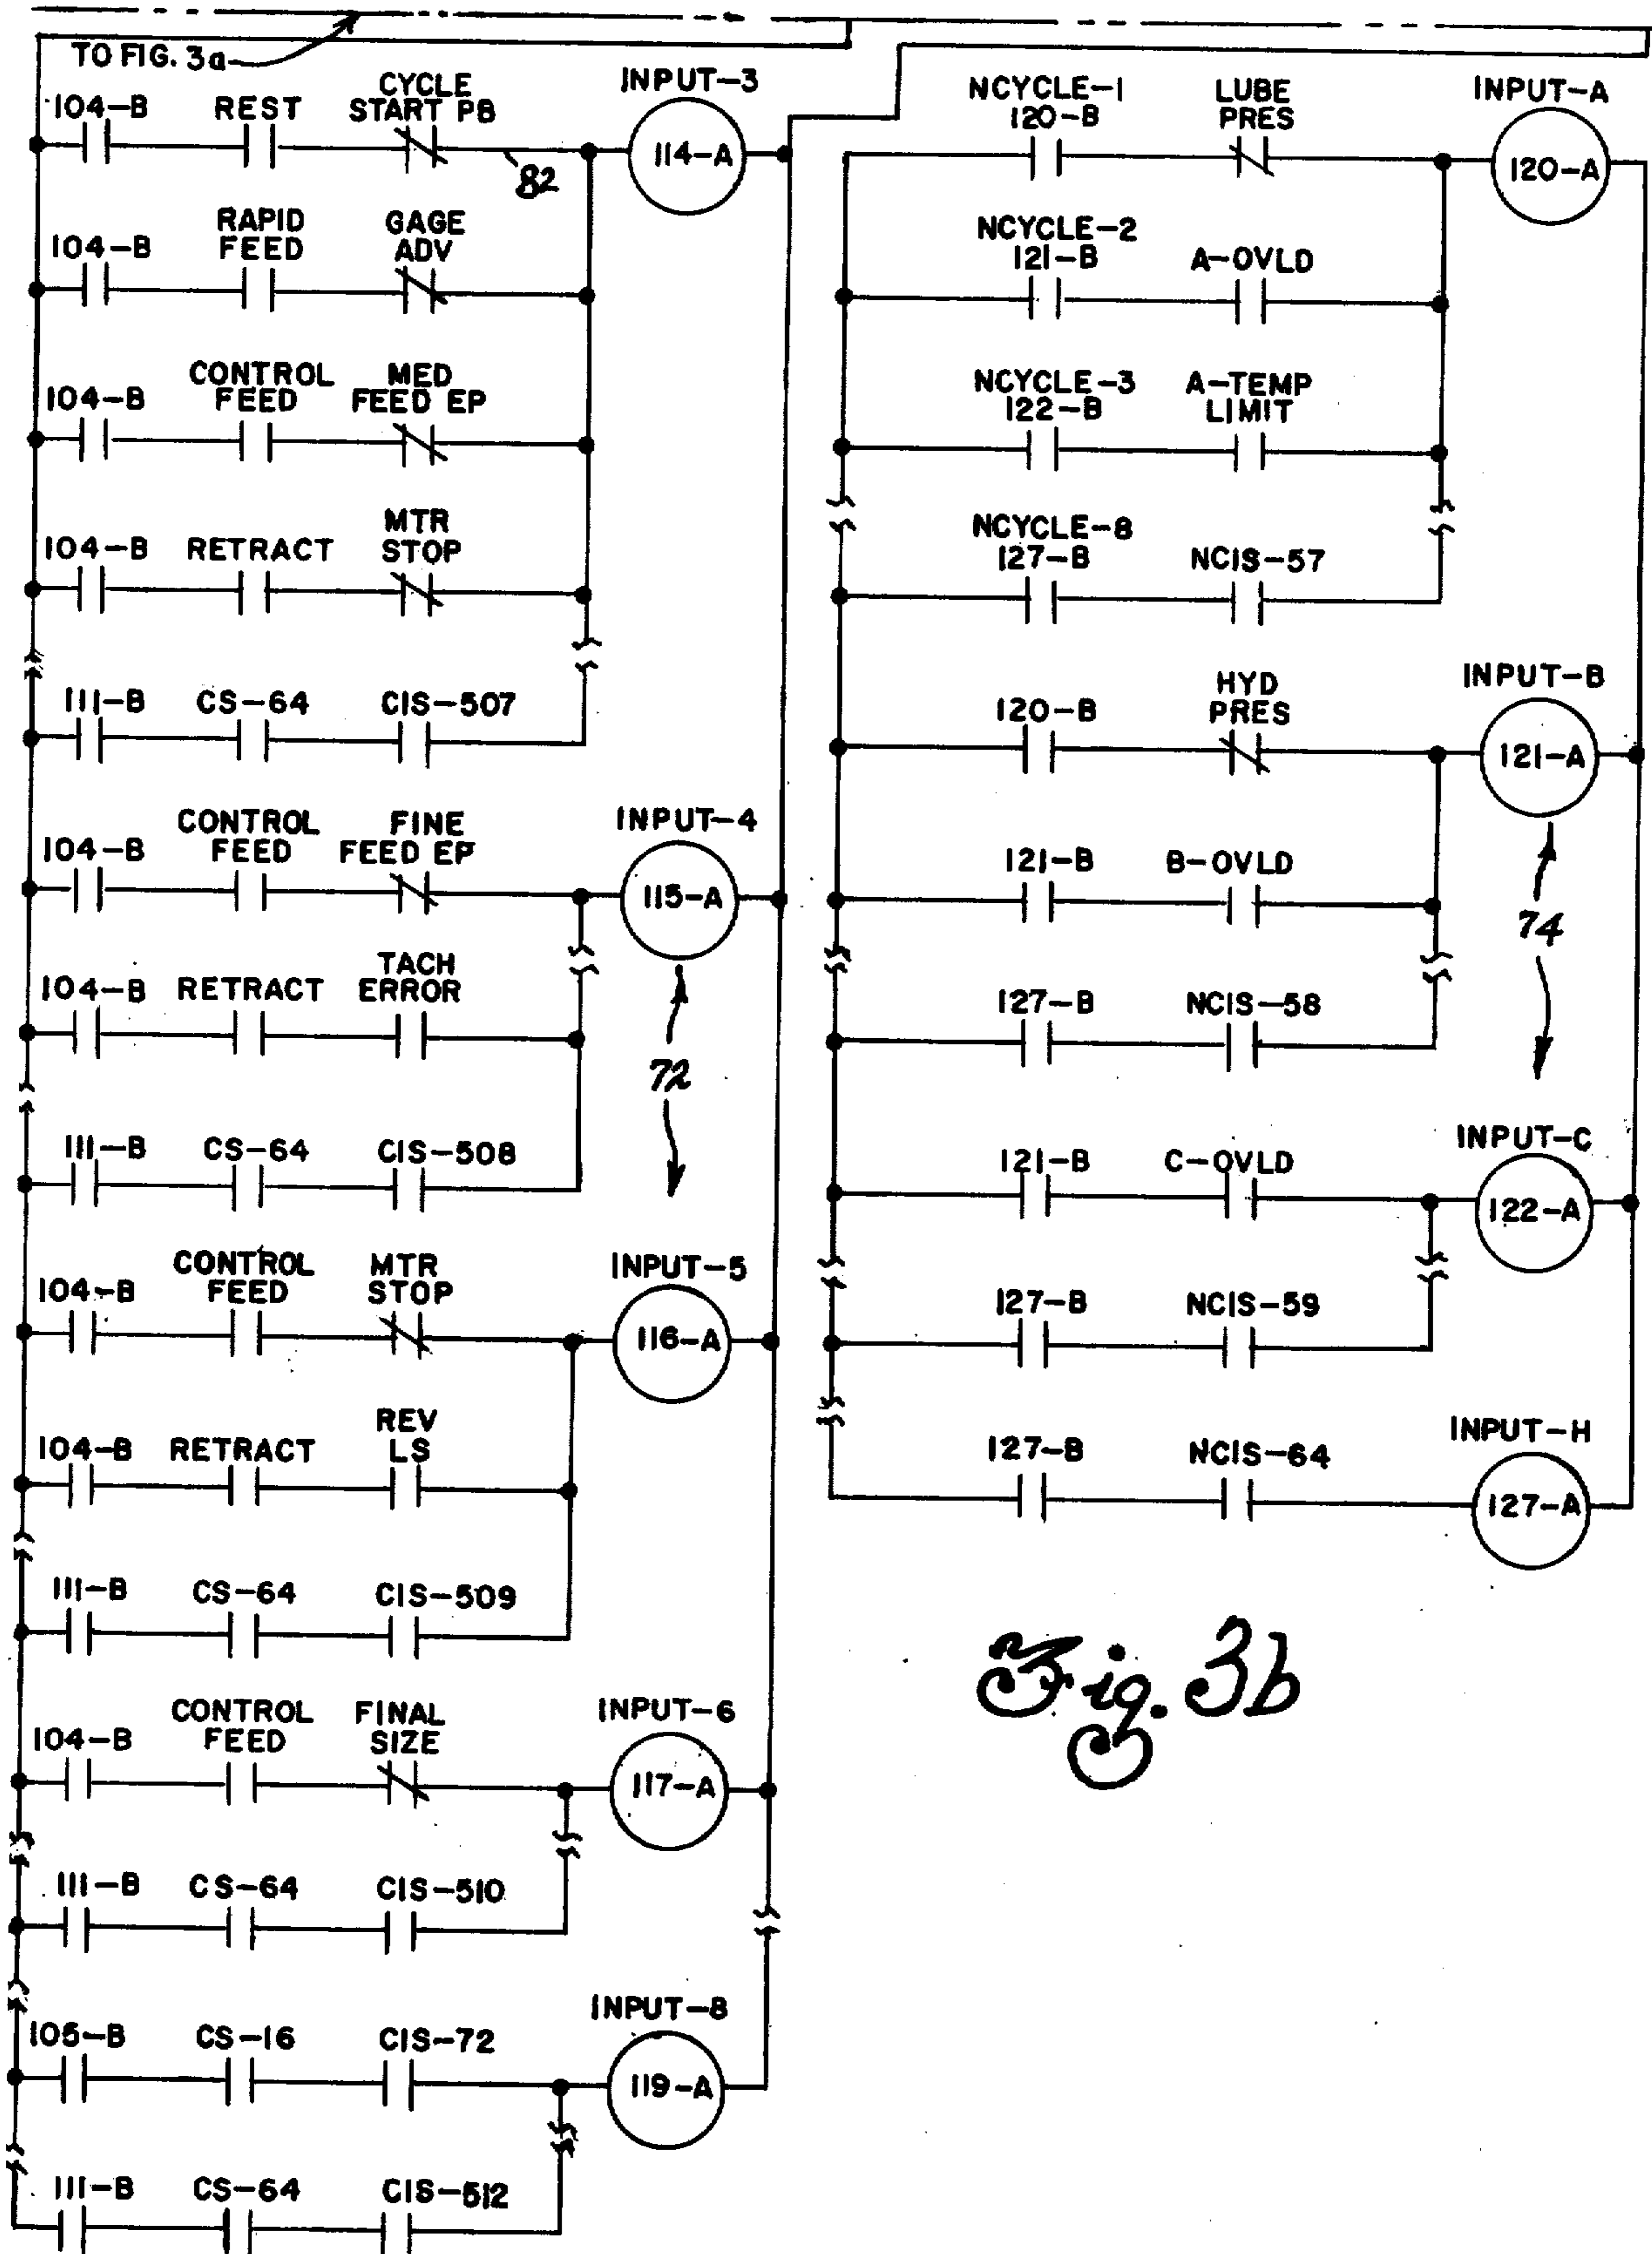 TO FIG. 3a
INPUT-3
104-B REST CYCLE
START PB
82
114-A
104-B RAPID
FEED GAGE
ADV
104-B CONTROL
FEED MED
FEED EP
104-B RETRACT MTR
STOP
111-B CS-64 CIS-507
INPUT-4
104-B CONTROL
FEED FINE
FEED EP
115-A
104-B RETRACT TACH
ERROR
72
111-B CS-64 CIS-508
INPUT-5
104-B CONTROL
FEED MTR
STOP
116-A
104-B RETRACT REV
LS
111-B CS-64 CIS-509
INPUT-6
104-B CONTROL
FEED FINAL
SIZE
117-A
111-B CS-64 CIS-510
INPUT-8
105-B CS-16 CIS-72
119-A
111-B CS-64 CIS-512
INPUT-A
NCYCLE-1
120-B LUBE
PRES
120-A
NCYCLE-2
121-B A-OVLD
NCYCLE-3
122-B A-TEMP
LIMIT
NCYCLE-8
127-B NCIS-57
INPUT-B
120-B HYD
PRES
121-A
121-B B-OVLD
74
127-B NCIS-58
INPUT-C
121-B C-OVLD
122-A
127-B NCIS-59
INPUT-H
127-B NCIS-64
127-A
Fig. 3b